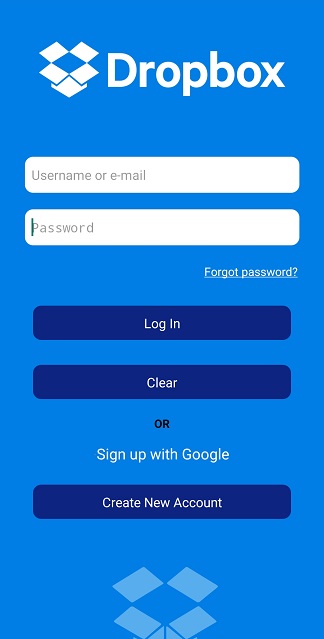 Dropbox
Username or e-mail
Password
Forgot password?
Log In
Clear
OR
Sign up with Google
Create New Account